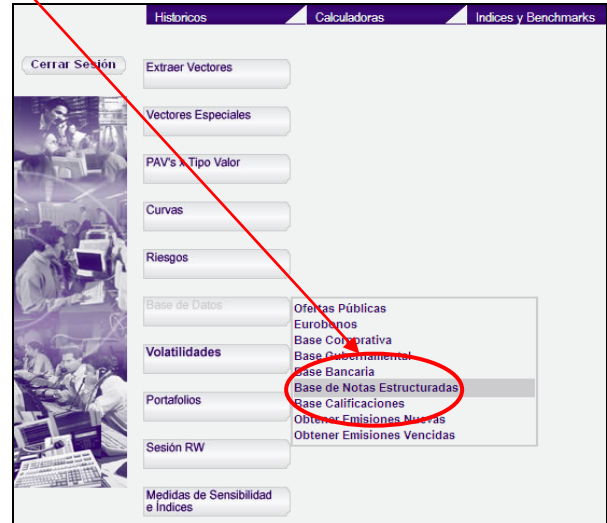 Historicos
Calculadoras
Indices y Benchmarks
Cerrar Sesión
Extraer Vectores
Vectores Especiales
PAV's x Tipo Valor
Curvas
Riesgos
Base de Datos
Ofertas Públicas
Eurobonos
Base Corporativa
Base Gubernamental
Base Bancaria
Base de Notas Estructuradas
Base Calificaciones
Obtener Emisiones Nuevas
Obtener Emisiones Vencidas
Volatilidades
Portafolios
Sesión RW
Medidas de Sensibilidad
e Índices